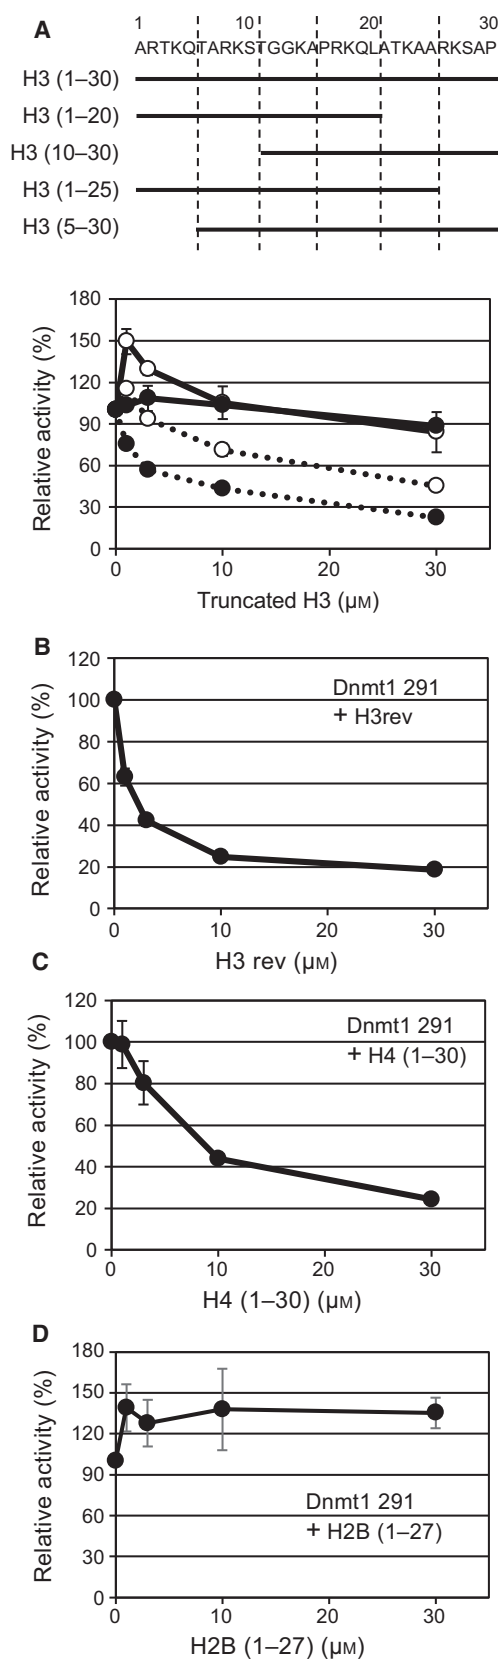 A
1 10 20 30
ARTKQTARKSTGGKAPRKQLATKAARKSAP
H3 (1–30)
H3 (1–20)
H3 (10–30)
H3 (1–25)
H3 (5–30)
Relative activity (%)
180
150
120
90
60
30
0
0 10 20 30
Truncated H3 (μM)
B
Relative activity (%)
120
100
80
60
40
20
0
Dnmt1 291
+ H3rev
0 10 20 30
H3 rev (μM)
C
Relative activity (%)
120
100
80
60
40
20
0
Dnmt1 291
+ H4 (1–30)
0 10 20 30
H4 (1–30) (μM)
D
Relative activity (%)
180
150
120
90
60
30
0
Dnmt1 291
+ H2B (1–27)
0 10 20 30
H2B (1–27) (μM)